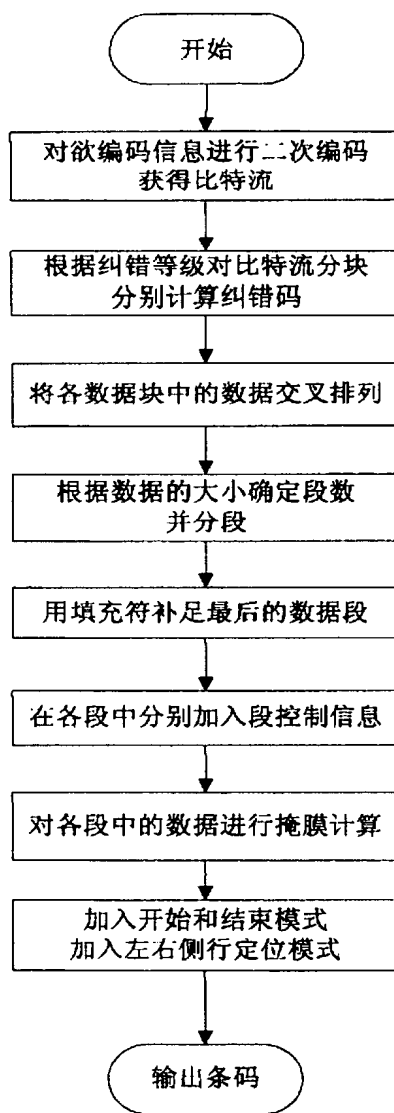 开始
对欲编码信息进行二次编码
获得比特流
根据纠错等级对比特流分块
分别计算纠错码
将各数据块中的数据交叉排列
根据数据的大小确定段数
并分段
用填充符补足最后的数据段
在各段中分别加入段控制信息
对各段中的数据进行掩膜计算
加入开始和结束模式
加入左右侧行定位模式
输出条码